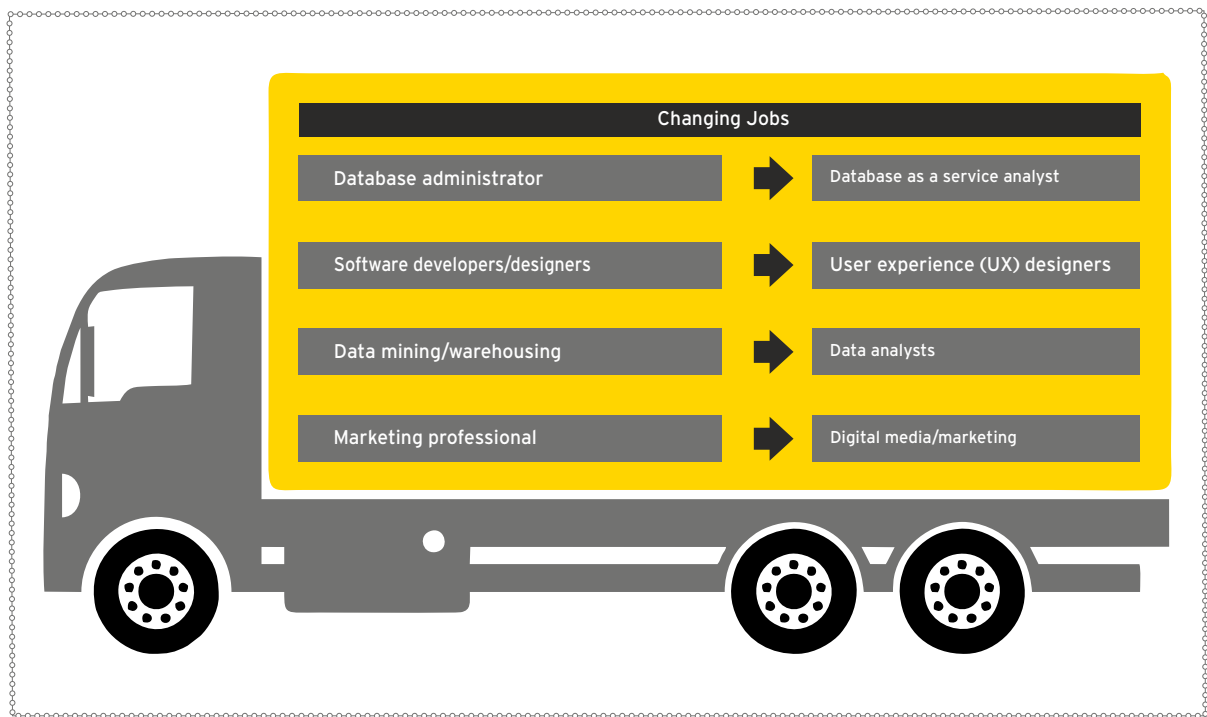 Changing Jobs
Database administrator
Database as a service analyst
Software developers/designers
User experience (UX) designers
Data mining/warehousing
Data analysts
Marketing professional
Digital media/marketing